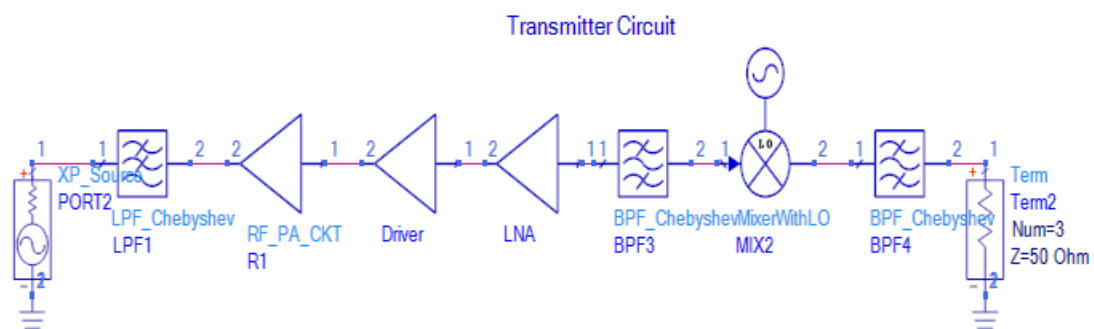 Transmitter Circuit
LO
1 1 2 2 1 2 1 2 1 1 2 1 2 1 2 1
+ XP_Source
PORT2
LPF_Chebyshev
LPF1
RF_PA_CKT
R1
Driver
LNA
BPF_Chebyshev
BPF3
MixerWithLO
MIX2
BPF_Chebyshev
BPF4
+ Term
Term2
Num=3
Z=50 Ohm
- 2
- 2